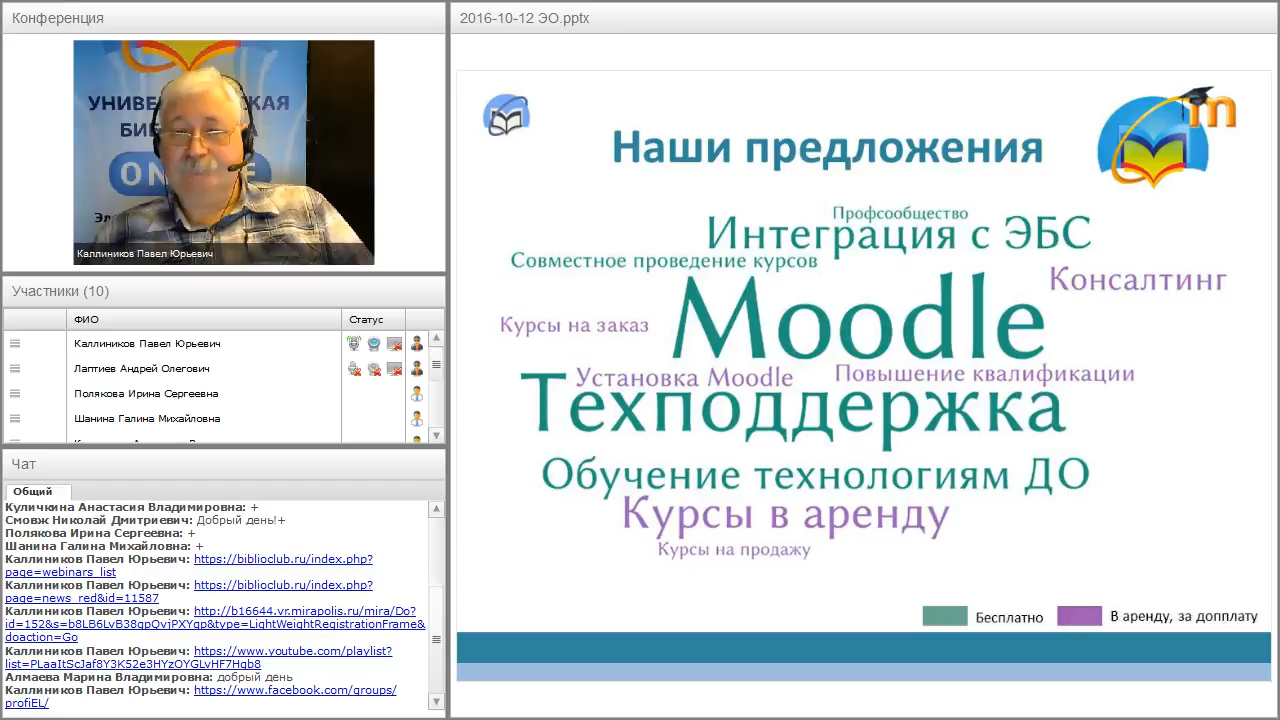 Конференция
УНИВЕ
СКАЯ
БИБ
ON
Е
Эл
Каллиников Павел Юрьевич
Участники (10)
ФИО
Статус
Каллиников Павел Юрьевич
Лаптиев Андрей Олегович
Полякова Ирина Сергеевна
Шанина Галина Михайловна
Чат
Общий
Куличкина Анастасия Владимировна: +
Смовж Николай Дмитриевич: Добрый день!+
Полякова Ирина Сергеевна: +
Шанина Галина Михайловна: +
Каллиников Павел Юрьевич: https://biblioclub.ru/index.php?
page=webinars_list
Каллиников Павел Юрьевич: https://biblioclub.ru/index.php?
page=news_red&id=11587
Каллиников Павел Юрьевич: http://b16644.vr.mirapolis.ru/mira/Do?
id=152&s=b8LB6LvB38gpQvjPXYqp&type=LightWeightRegistrationFrame&
doaction=Go
Каллиников Павел Юрьевич: https://www.youtube.com/playlist?
list=PLaaItScJaf8Y3K52e3HYzOYGLvHF7Hqb8
Алмаева Марина Владимировна: добрый день
Каллиников Павел Юрьевич: https://www.facebook.com/groups/
profiEL/
2016-10-12 ЭО.pptx
m
Наши предложения
Профсообщество
Интеграция с ЭБС
Совместное проведение курсов
Консалтинг
Курсы на заказ
Moodle
Установка Moodle
Повышение квалификации
Техподдержка
Обучение технологиям ДО
Курсы в аренду
Курсы на продажу
Бесплатно
В аренду, за допплату